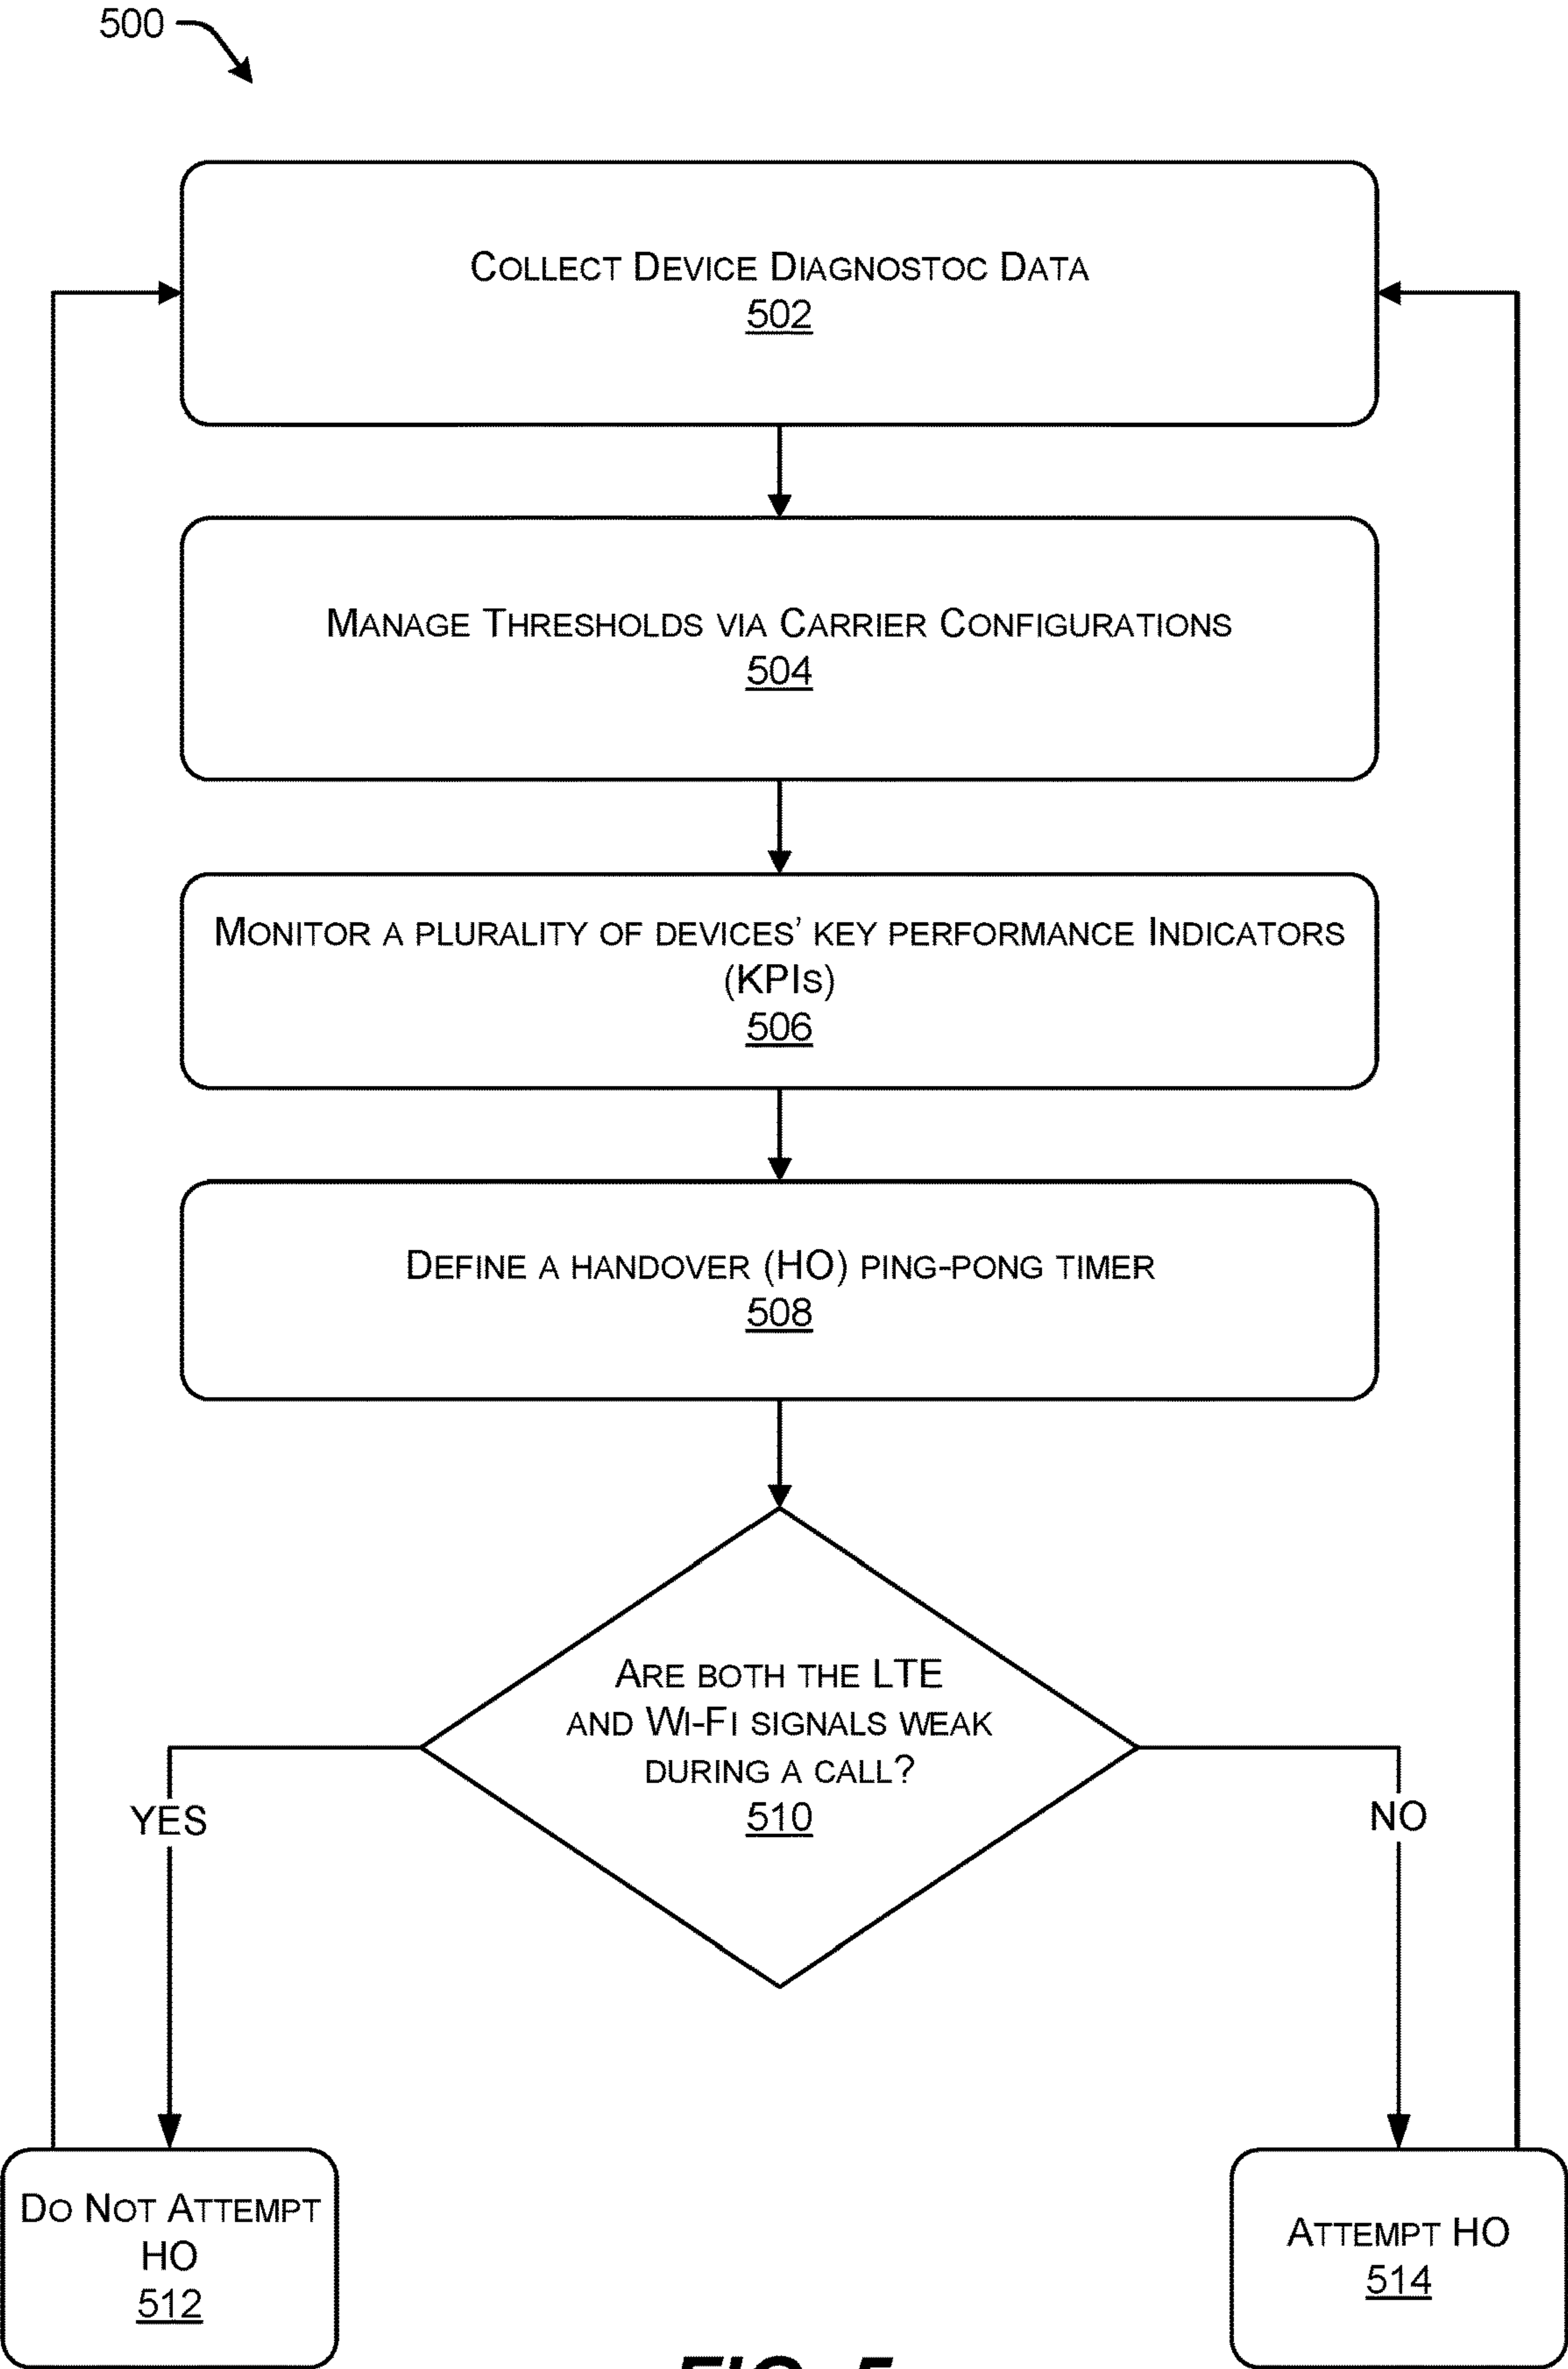 500
COLLECT DEVICE DIAGNOSTOC DATA
502
MANAGE THRESHOLDS VIA CARRIER CONFIGURATIONS
504
MONITOR A PLURALITY OF DEVICES' KEY PERFORMANCE INDICATORS
(KPIS)
506
DEFINE A HANDOVER (HO) PING-PONG TIMER
508
ARE BOTH THE LTE
AND WI-FI SIGNALS WEAK
DURING A CALL?
510
YES
NO
DO NOT ATTEMPT
HO
512
ATTEMPT HO
514
FIG. 5